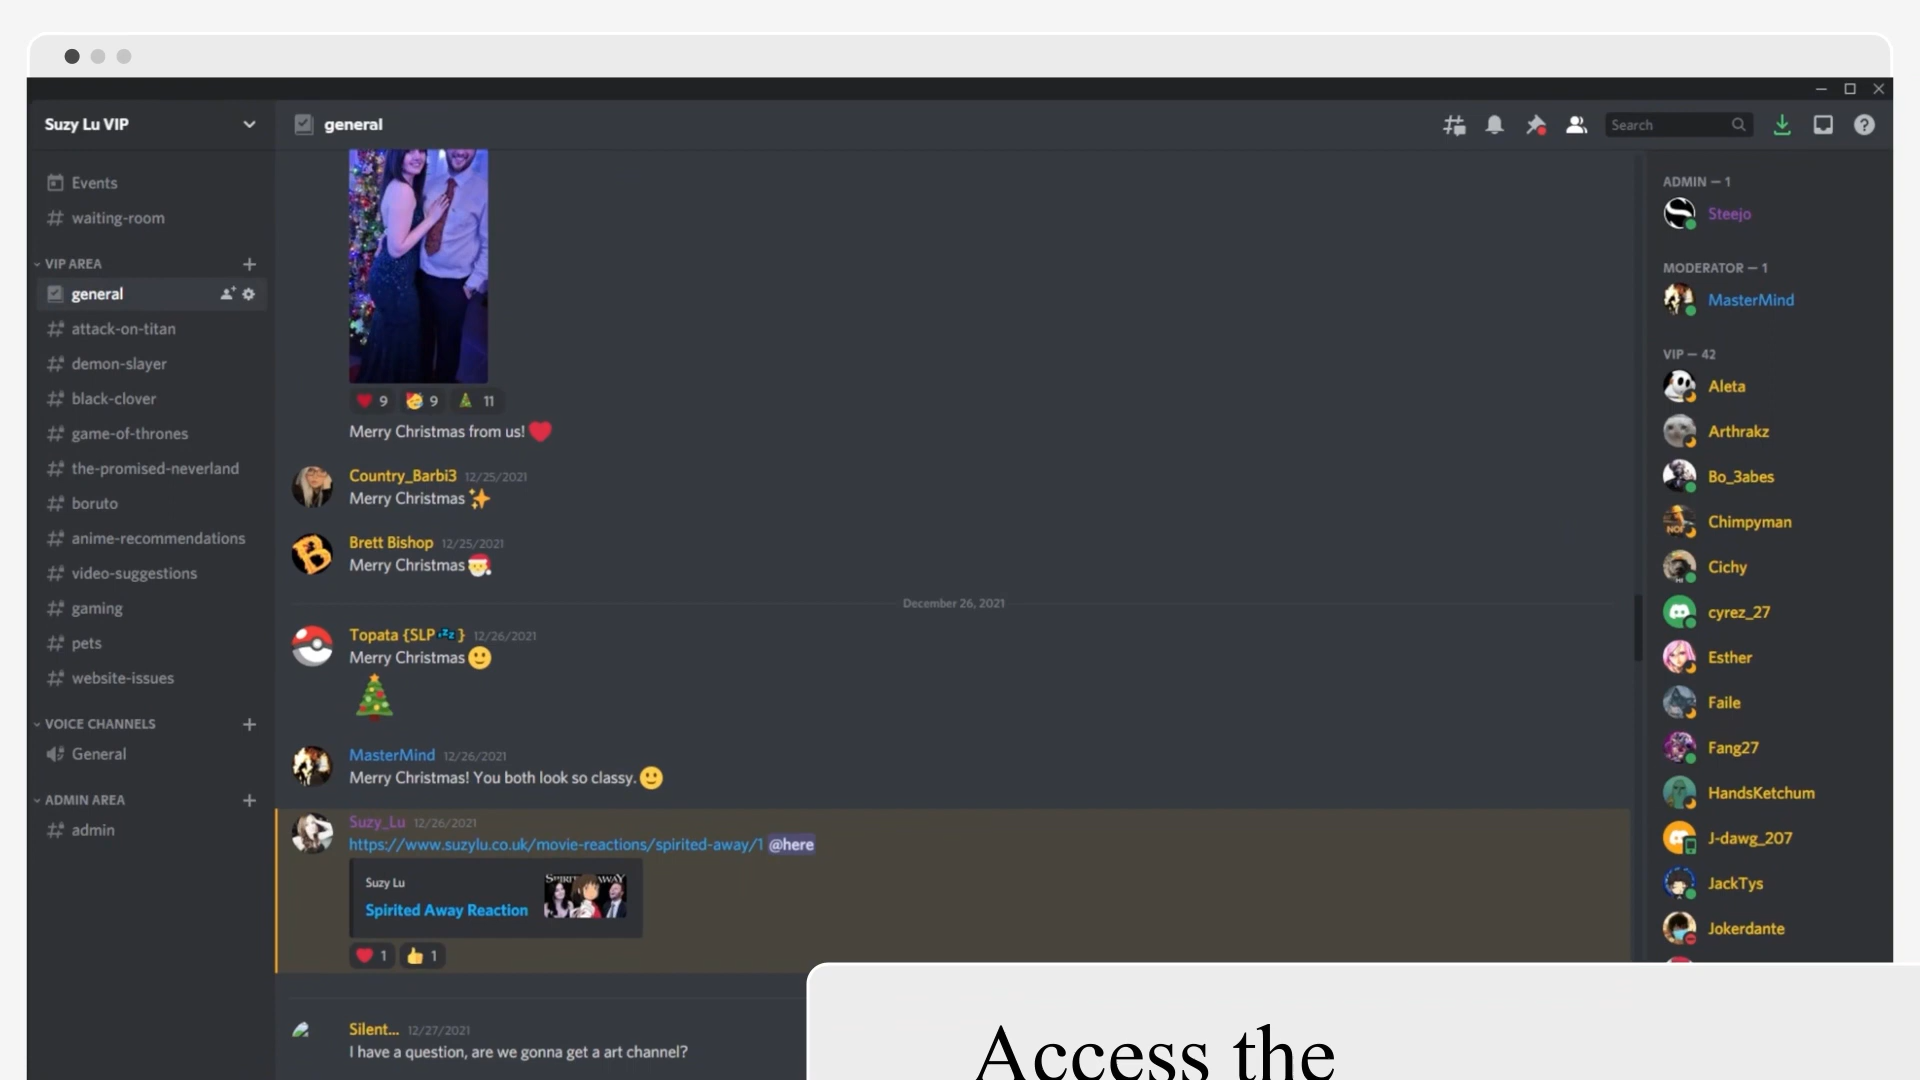 Suzy Lu VIP
Events
waiting-room
VIP AREA
general
attack-on-titan
demon-slayer
black-clover
game-of-thrones
the-promised-neverland
boruto
anime-recommendations
video-suggestions
gaming
pets
website-issues
VOICE CHANNELS
General
ADMIN AREA
admin
general
Search
9 9 11
Merry Christmas from us!
Country_Barbi3 12/25/2021
Merry Christmas
Brett Bishop 12/25/2021
Merry Christmas
December 26, 2021
Topata {SLP💤} 12/26/2021
Merry Christmas
MasterMind 12/26/2021
Merry Christmas! You both look so classy.
Suzy_Lu 12/26/2021
https://www.suzylu.co.uk/movie-reactions/spirited-away/1 @here
Suzy Lu
Spirited Away Reaction
1 1
Silent... 12/27/2021
I have a question, are we gonna get a art channel?
ADMIN — 1
Steejo
MODERATOR — 1
MasterMind
VIP — 42
Aleta
Arthrakz
Bo_3abes
Chimpyman
Cichy
cyrez_27
Esther
Faile
Fang27
HandsKetchum
J-dawg_207
JackTys
Jokerdante
Access the